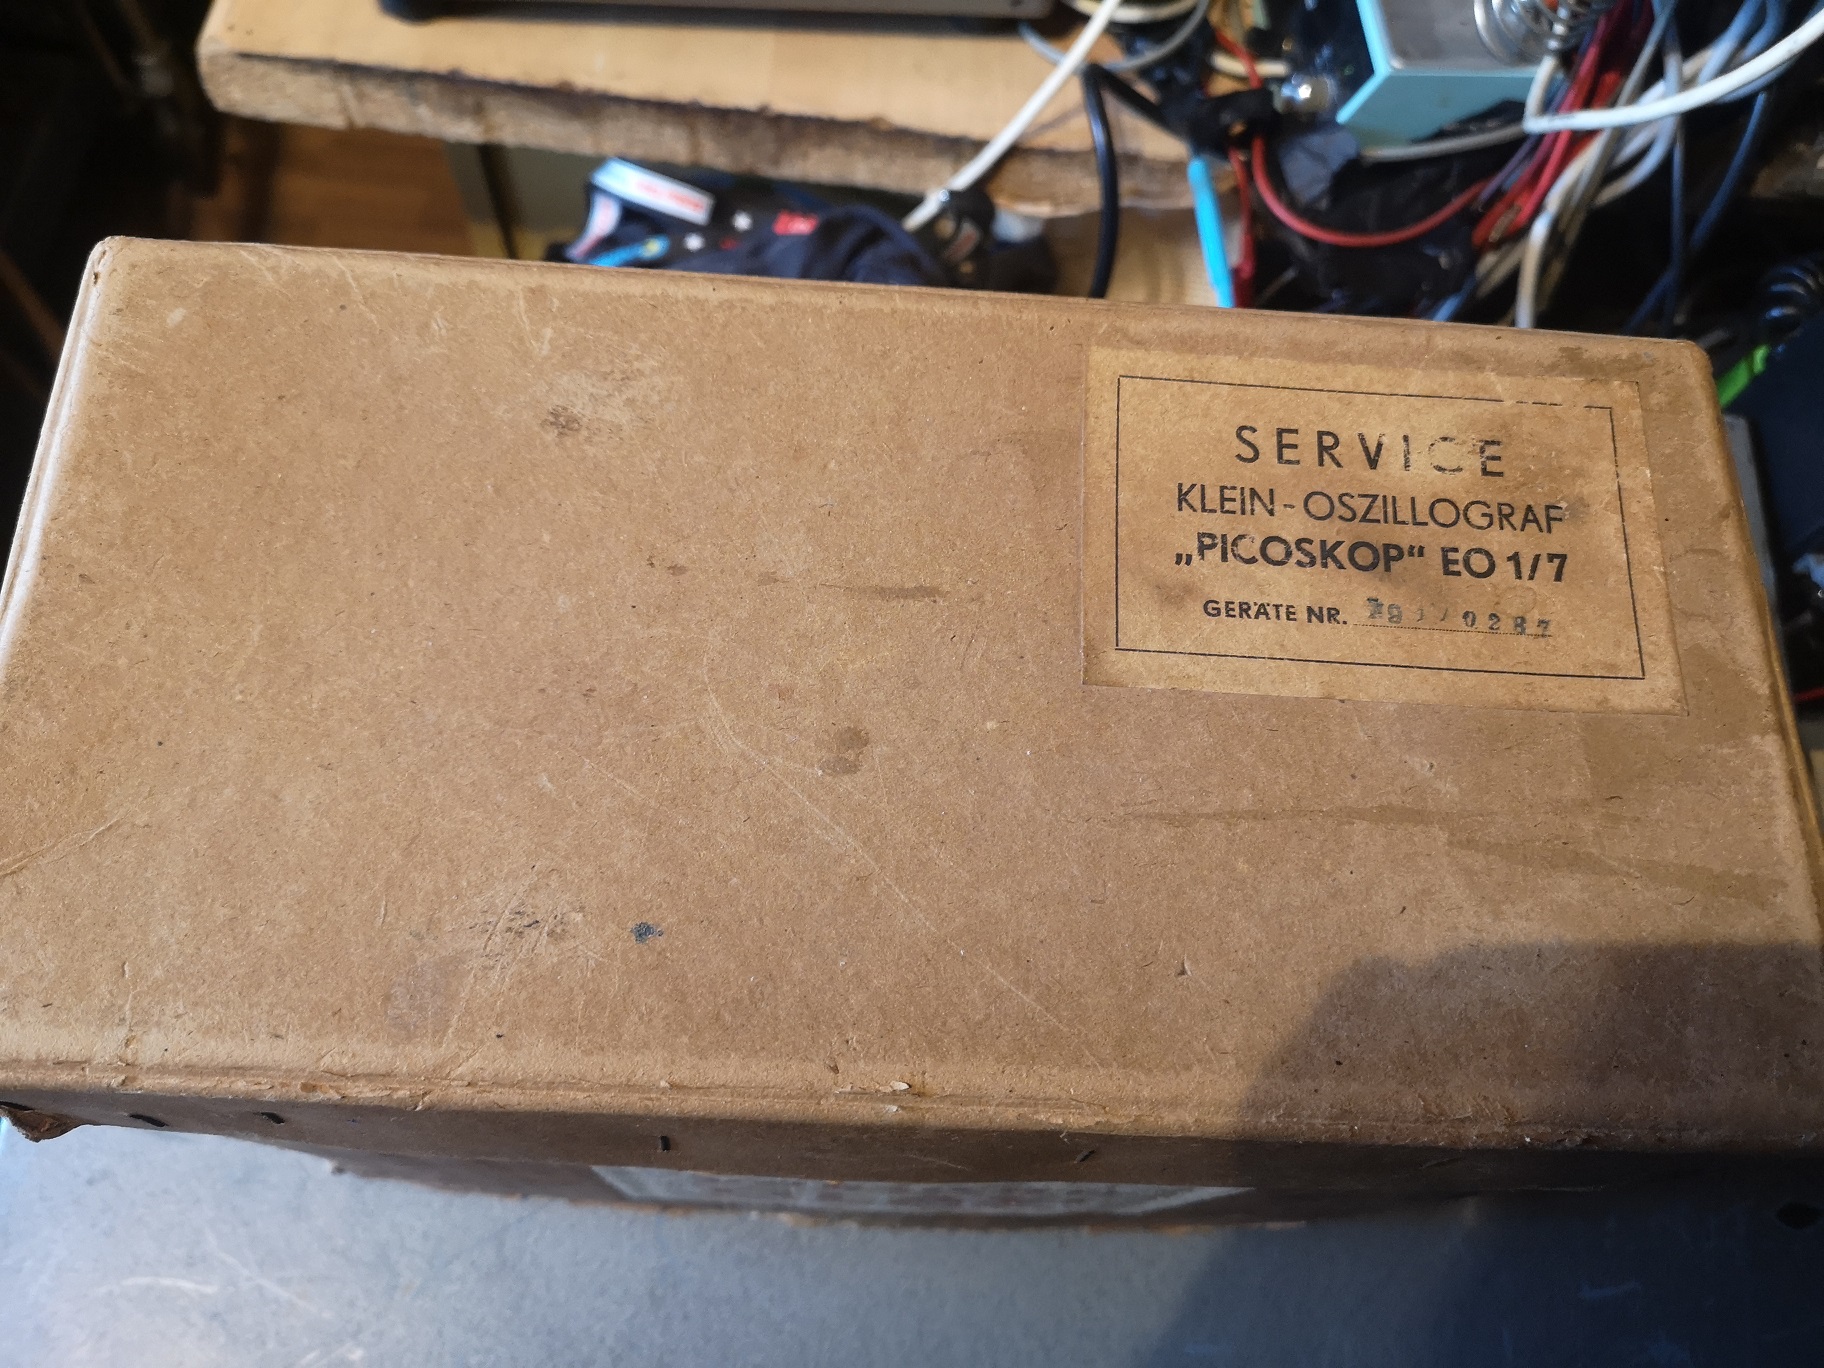 SERVICE
KLEIN-OSZILLOGRAF
„PICOSKOP“ EO 1/7
GERÄTE NR.